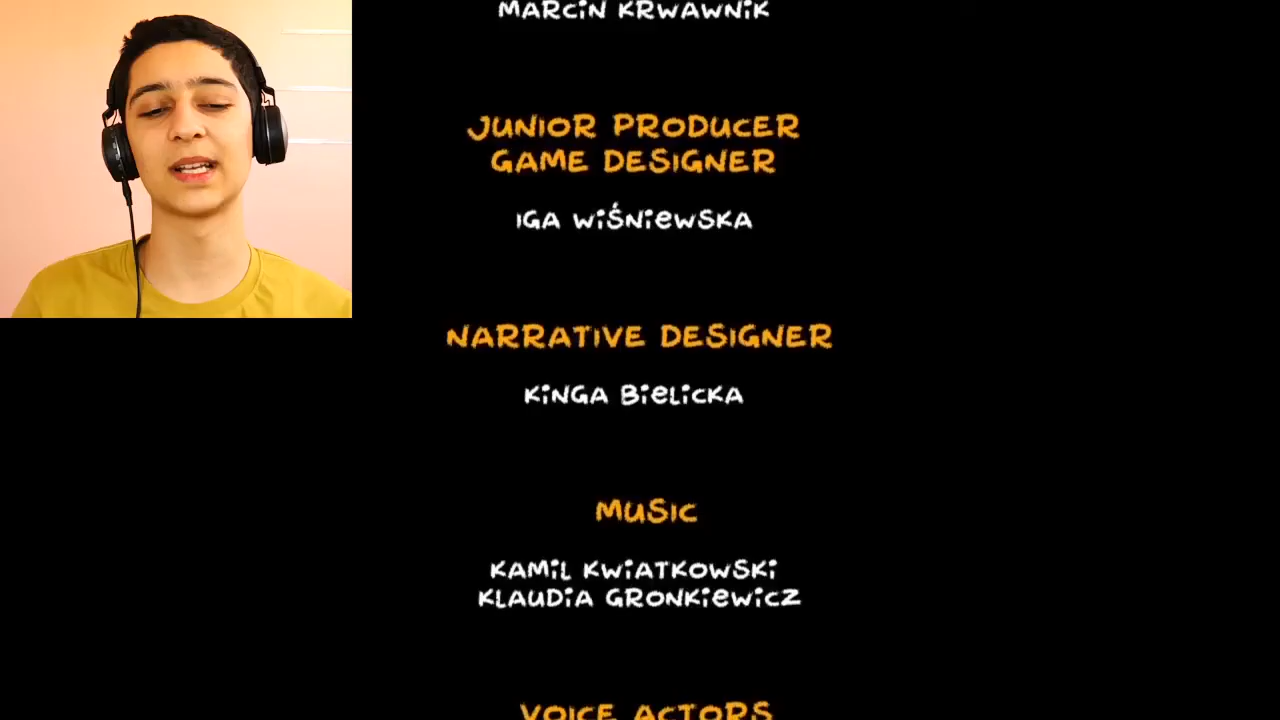 MARCIN KRWAWNIK
JUNIOR PRODUCER
GAME DESIGNER
IGA WIŚNIEWSKA
NARRATIVE DESIGNER
KINGA BIELICKA
MUSIC
KAMIL KWIATKOWSKI
KLAUDIA GRONKIEWICZ
VOICE ACTORS